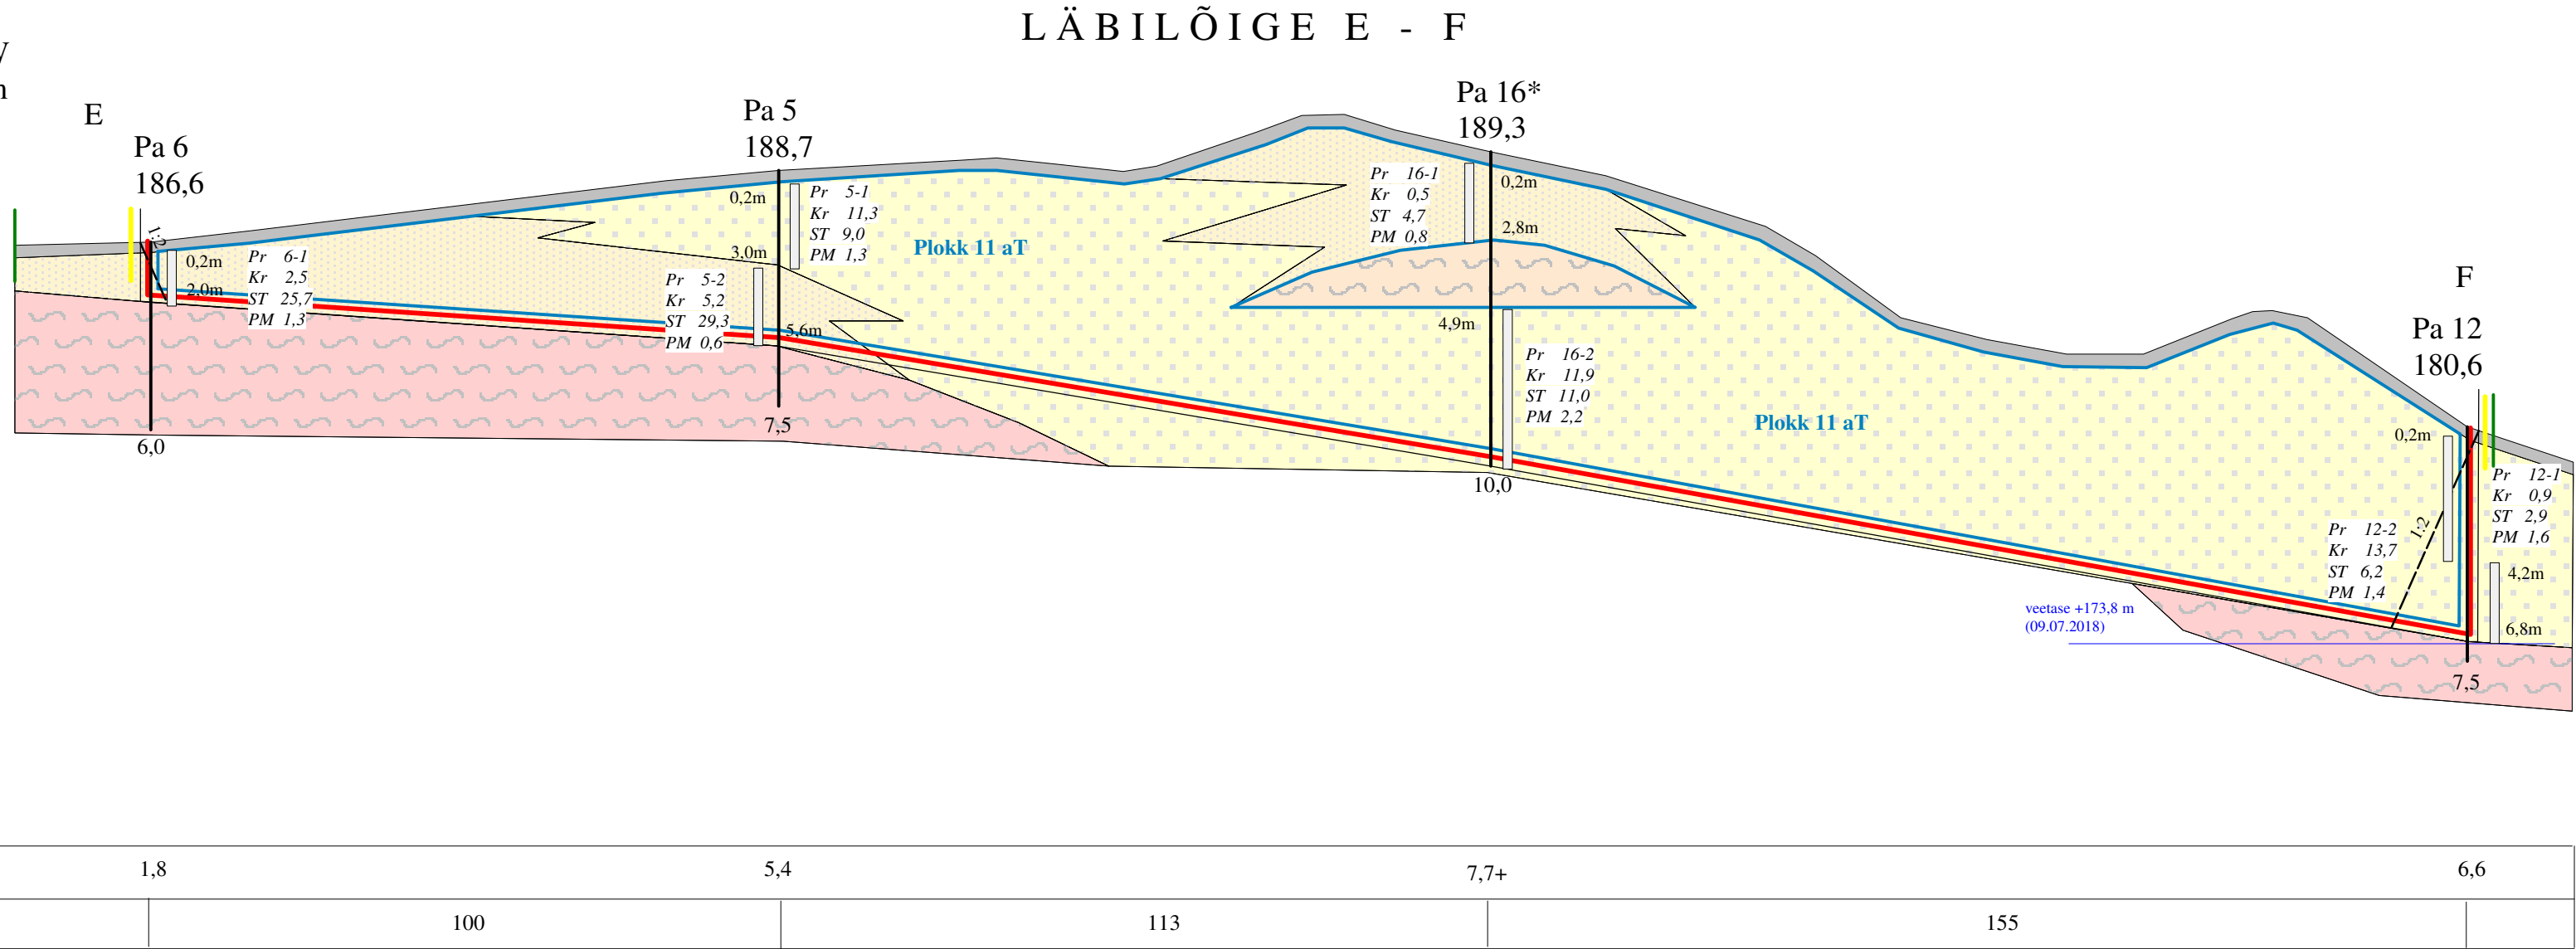 LÄBILÕIGE E - F
E
Pa 6
186,6
Pa 5
188,7
Pa 16*
189,3
F
Pa 12
180,6
1:2
0,2m
2,0m
Pr 6-1
Kr 2,5
ST 25,7
PM 1,3
6,0
0,2m
3,0m
5,6m
Pr 5-1
Kr 11,3
ST 9,0
PM 1,3
Pr 5-2
Kr 5,2
ST 29,3
PM 0,6
7,5
Plokk 11 aT
Pr 16-1
Kr 0,5
ST 4,7
PM 0,8
0,2m
2,8m
4,9m
Pr 16-2
Kr 11,9
ST 11,0
PM 2,2
10,0
Plokk 11 aT
0,2m
Pr 12-1
Kr 0,9
ST 2,9
PM 1,6
1:2
Pr 12-2
Kr 13,7
ST 6,2
PM 1,4
4,2m
6,8m
7,5
veetase +173,8 m
(09.07.2018)
1,8 5,4 7,7+ 6,6
100 113 155